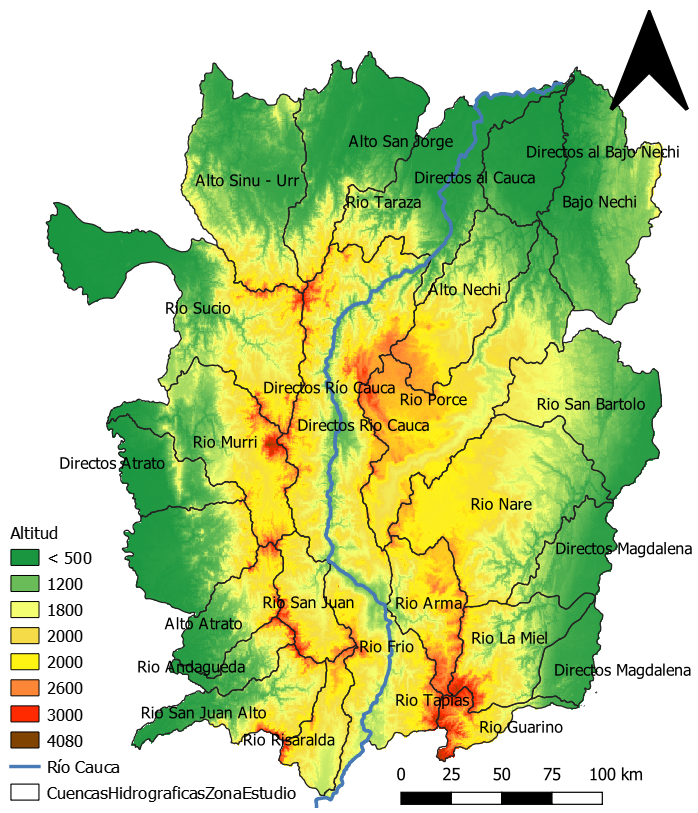 Alto San Jorge
Directos al Bajo Nechi
Alto Sinu - Urr
Directos al Cauca
Rio Taraza
Bajo Nechi
Alto Nechi
Rio Sucio
Directos Río Cauca
Rio Porce
Rio San Bartolo
Directos Rio Cauca
Rio Murri
Directos Atrato
Rio Nare
Directos Magdalena
Rio San Juan
Rio Arma
Alto Atrato
Rio La Miel
Rio Frio
Rio Andagueda
Directos Magdalena
Rio Tapias
Rio San Juan Alto
Rio Guarino
Rio Risaralda
Altitud
< 500
1200
1800
2000
2000
2600
3000
4080
Río Cauca
CuencasHidrograficasZonaEstudio
0 25 50 75 100 km